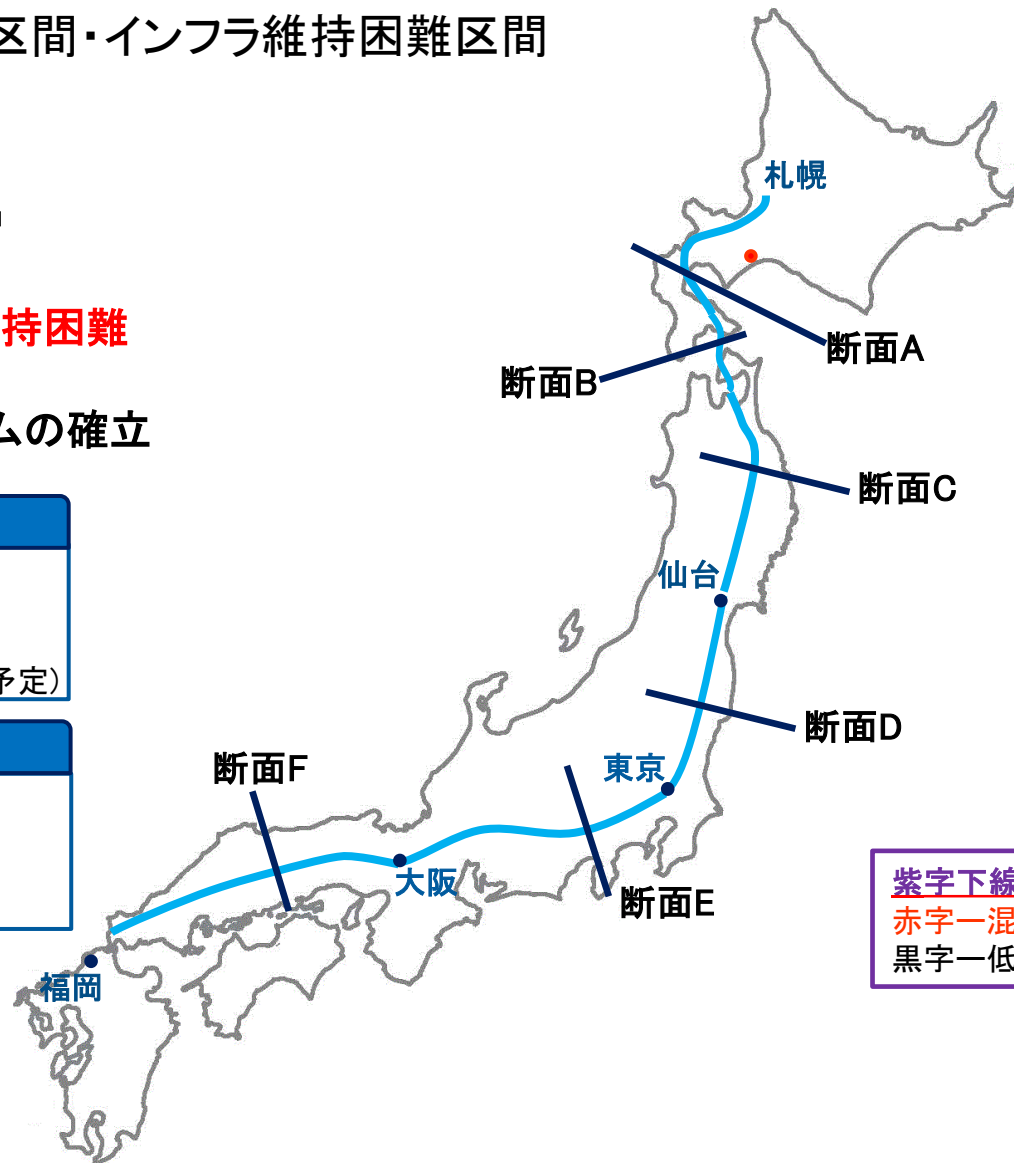 区間・インフラ維持困難区間
札幌
持困難
断面A
断面B
ムの確立
断面C
仙台
予定)
断面D
東京
断面F
大阪
断面E
紫字下線
赤字ー混
黒字ー低
福岡